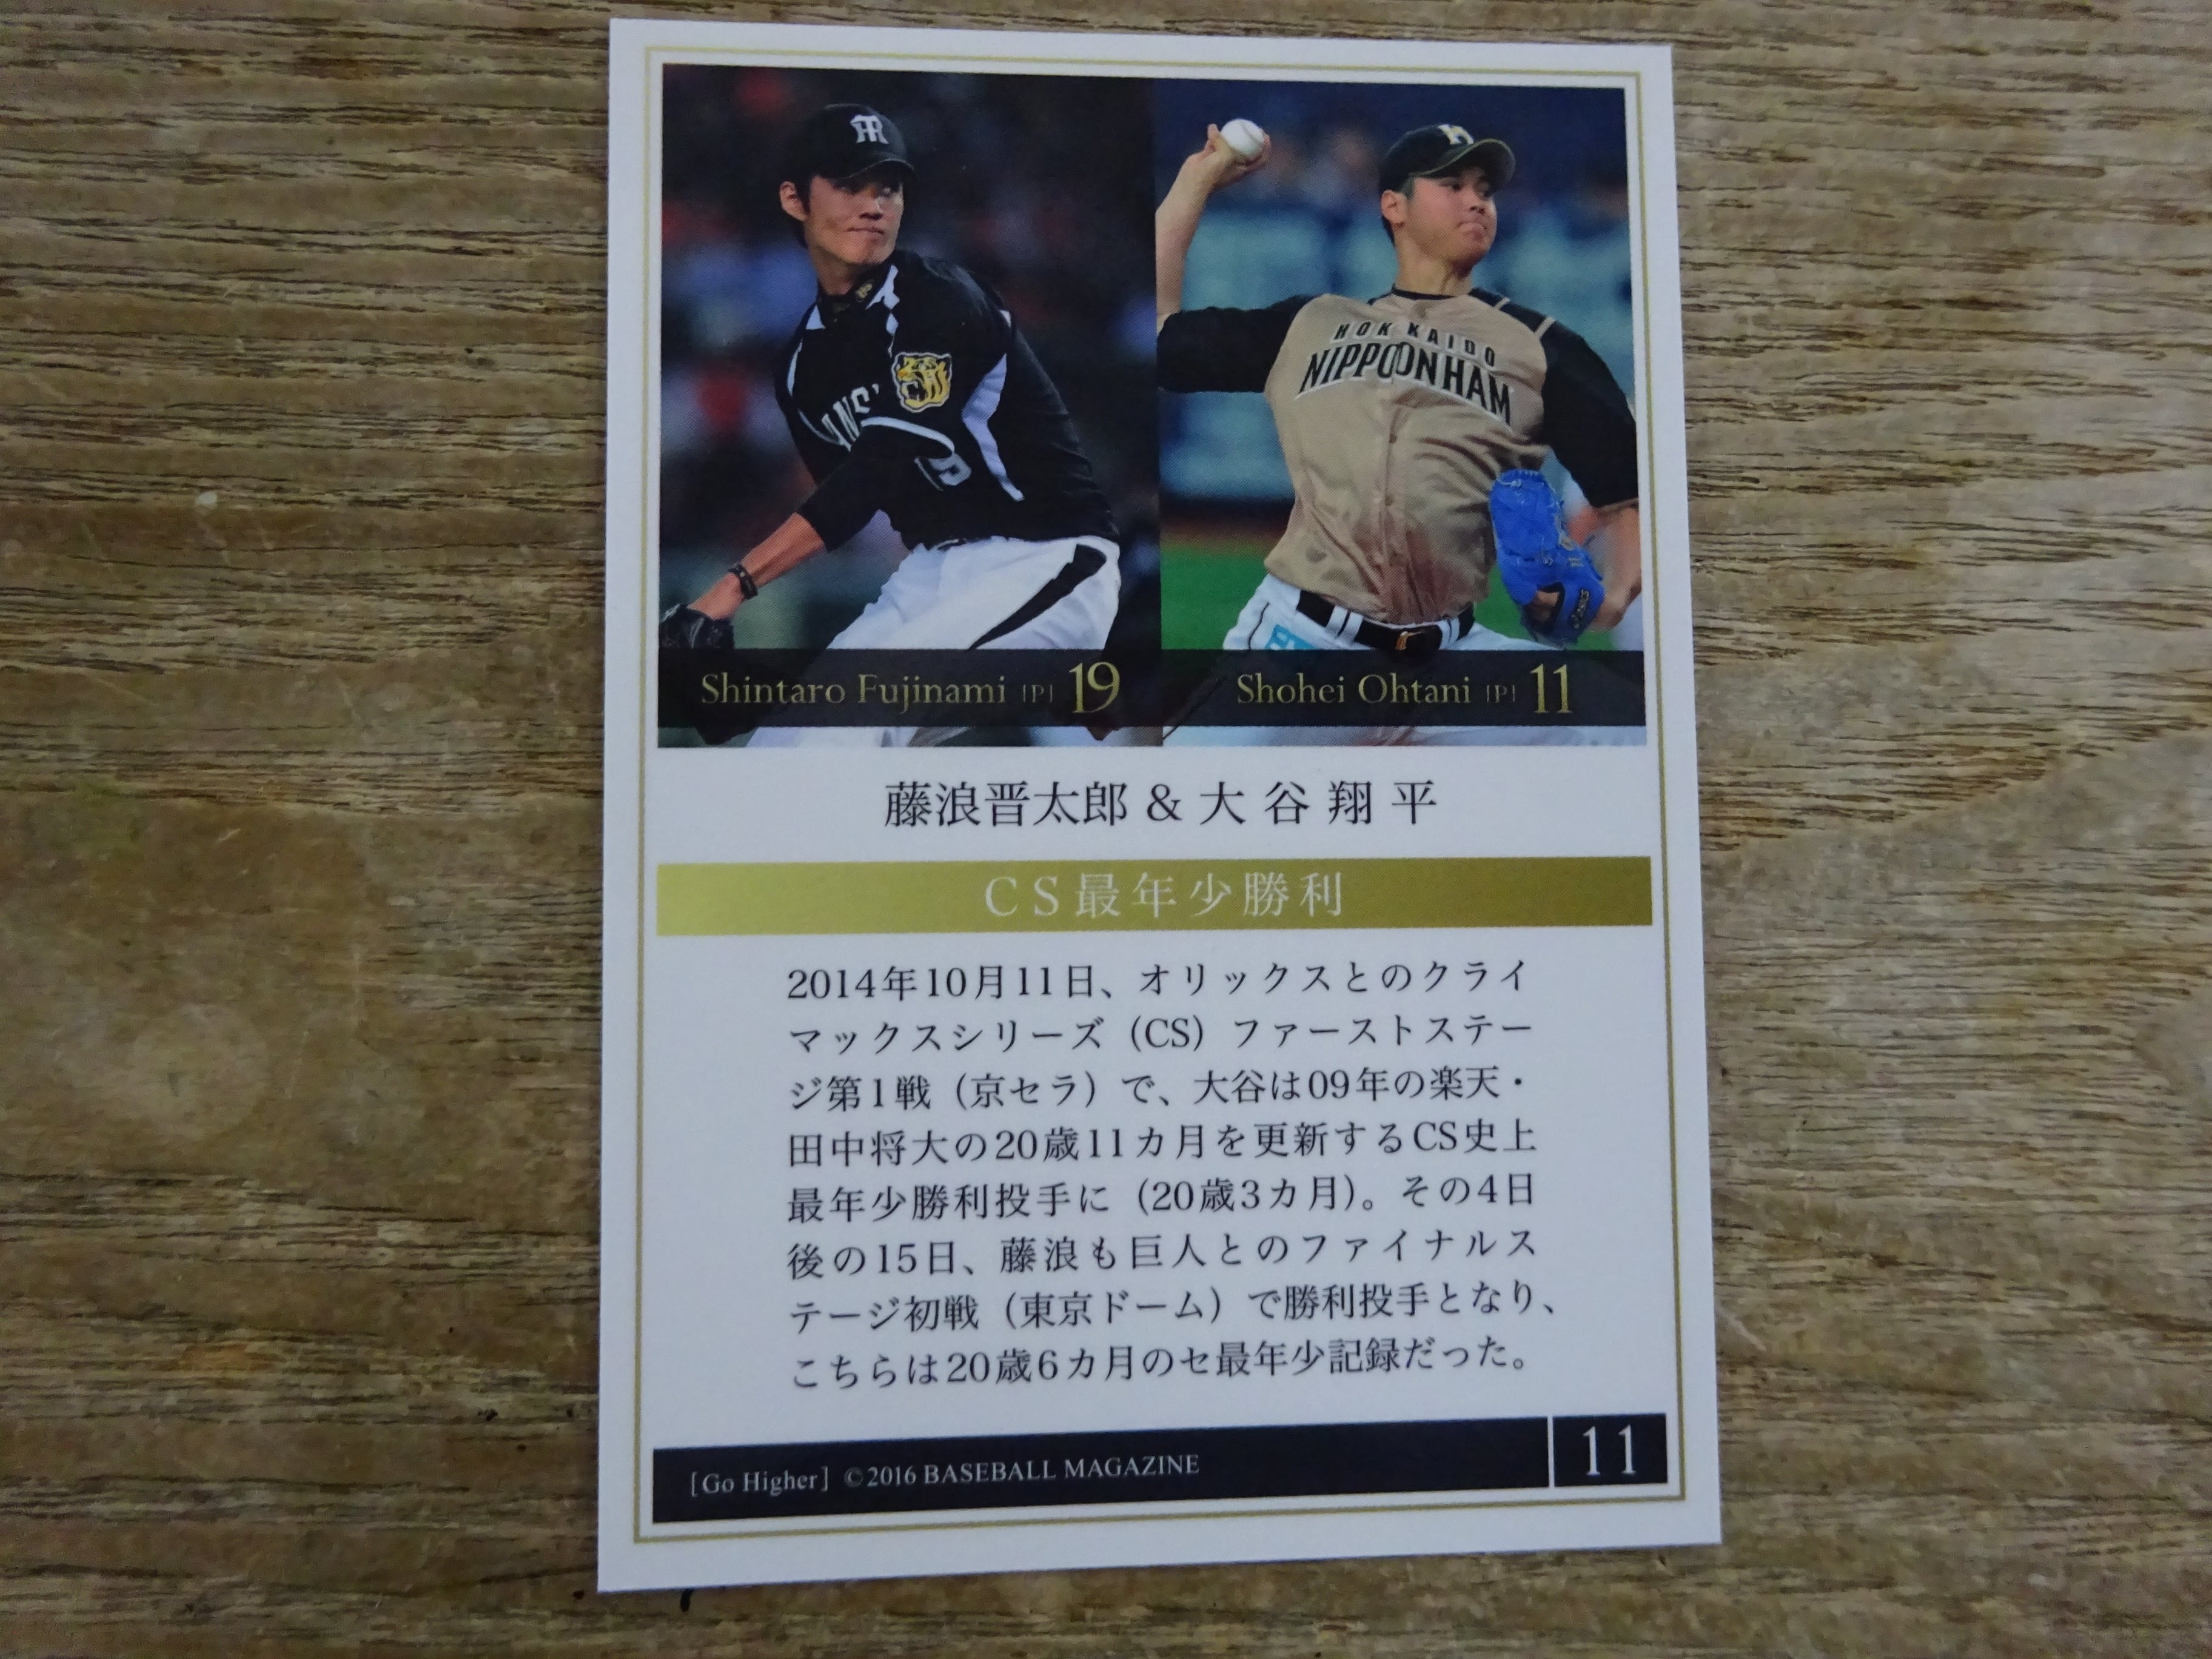 HOKKAIDO
NIPPONHAM
Shintaro Fujinami [P] 19
Shohei Ohtani [P] 11
藤浪晋太郎 & 大谷翔平
CS最年少勝利
2014年10月11日、オリックスとのクライ
マックスシリーズ（CS）ファーストステー
ジ第1戦（京セラ）で、大谷は09年の楽天・
田中将大の20歳11カ月を更新するCS史上
最年少勝利投手に（20歳3カ月）。その4日
後の15日、藤浪も巨人とのファイナルス
テージ初戦（東京ドーム）で勝利投手となり、
こちらは20歳6カ月のセ最年少記録だった。
[Go Higher] ©2016 BASEBALL MAGAZINE
11